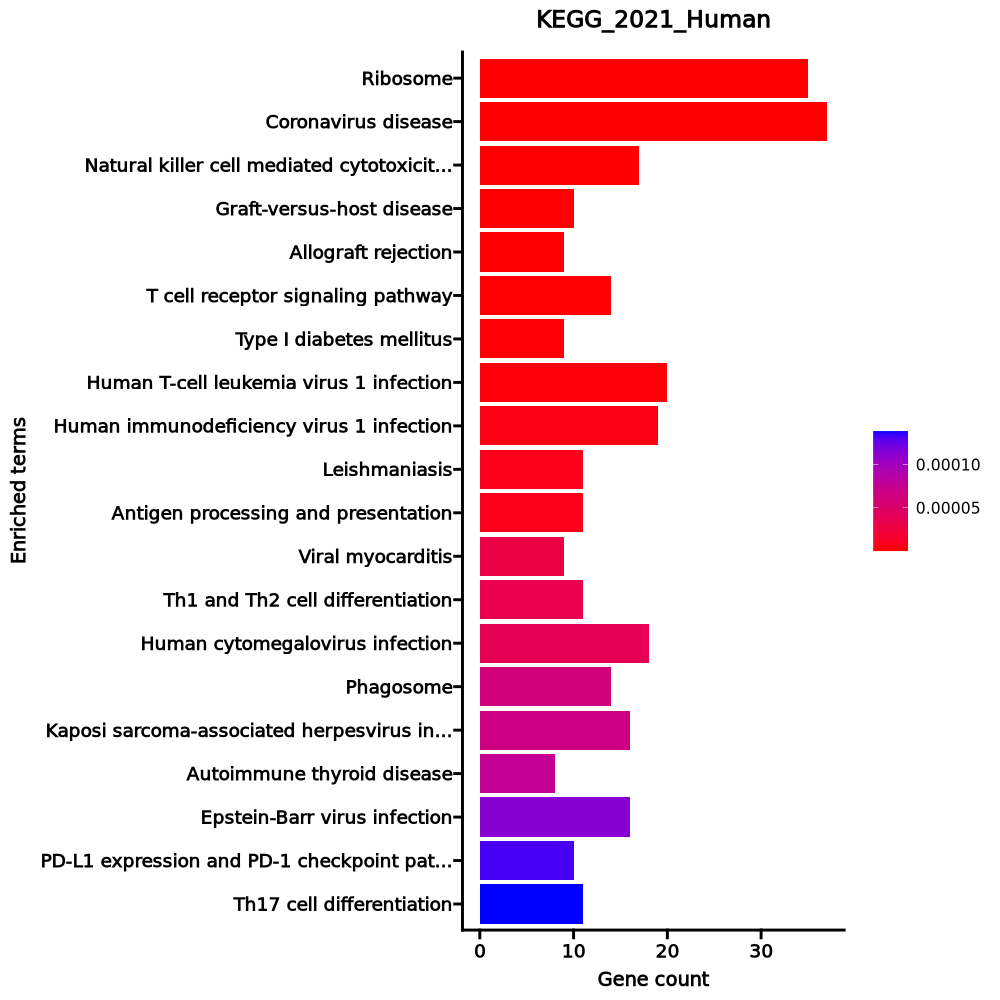 KEGG_2021_Human
Ribosome
Coronavirus disease
Natural killer cell mediated cytotoxicit...
Graft-versus-host disease
Allograft rejection
T cell receptor signaling pathway
Type I diabetes mellitus
Human T-cell leukemia virus 1 infection
Human immunodeficiency virus 1 infection
Leishmaniasis
Antigen processing and presentation
Viral myocarditis
Th1 and Th2 cell differentiation
Human cytomegalovirus infection
Phagosome
Kaposi sarcoma-associated herpesvirus in...
Autoimmune thyroid disease
Epstein-Barr virus infection
PD-L1 expression and PD-1 checkpoint pat...
Th17 cell differentiation
Enriched terms
0 10 20 30
Gene count
0.00010
0.00005